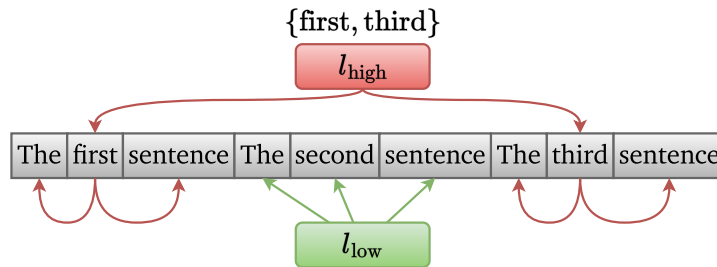 {first, third}
l_high
The first sentence The second sentence The third sentence
l_low